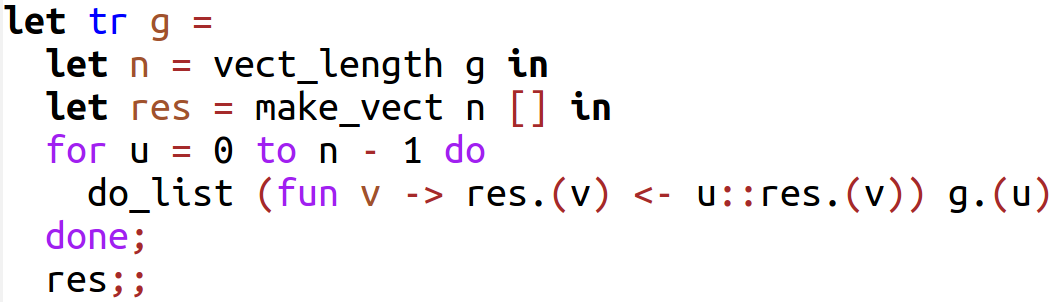 let tr g =
  let n = vect_length g in
  let res = make_vect n [] in
  for u = 0 to n - 1 do
    do_list (fun v -> res.(v) <- u::res.(v)) g.(u)
  done;
  res;;